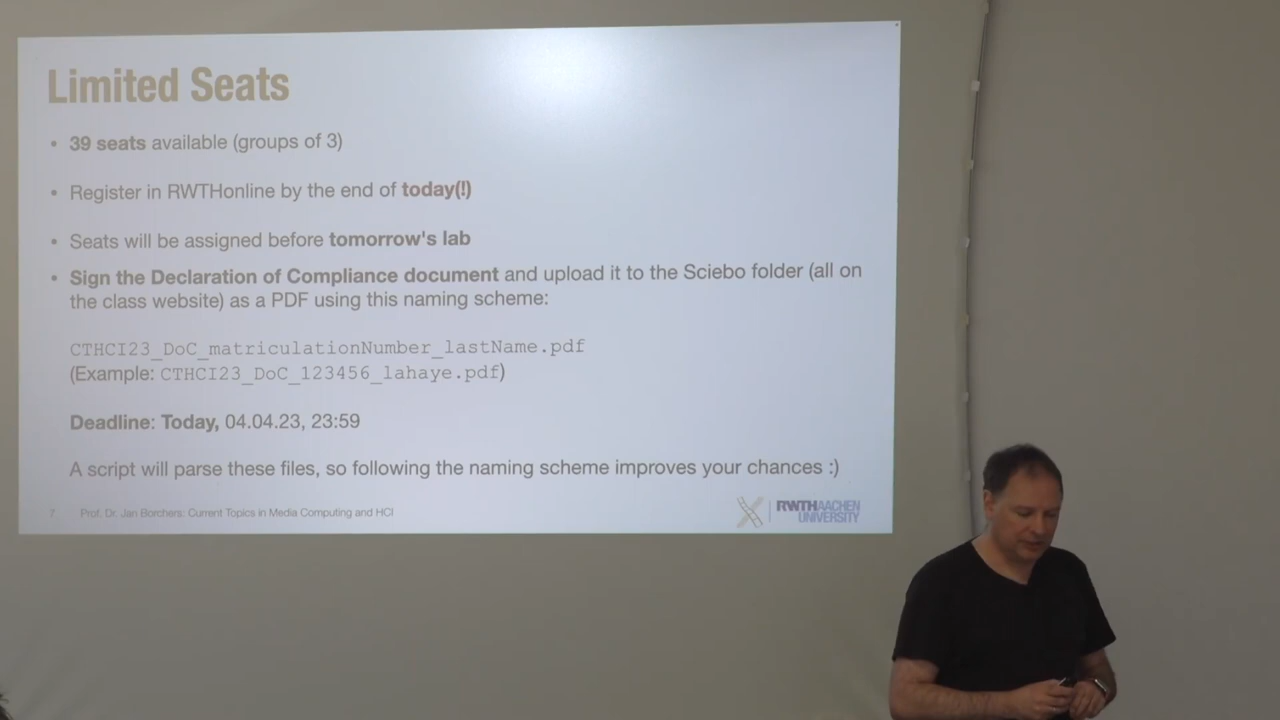 Limited Seats
• 39 seats available (groups of 3)
• Register in RWTHonline by the end of today(!)
• Seats will be assigned before tomorrow's lab
• Sign the Declaration of Compliance document and upload it to the Sciebo folder (all on
the class website) as a PDF using this naming scheme:
CTHCI23_DoC_matriculationNumber_lastName.pdf
(Example: CTHCI23_DoC_123456_lahaye.pdf)
Deadline: Today, 04.04.23, 23:59
A script will parse these files, so following the naming scheme improves your chances :)
7 Prof. Dr. Jan Borchers: Current Topics in Media Computing and HCI
RWTHAACHEN
UNIVERSITY